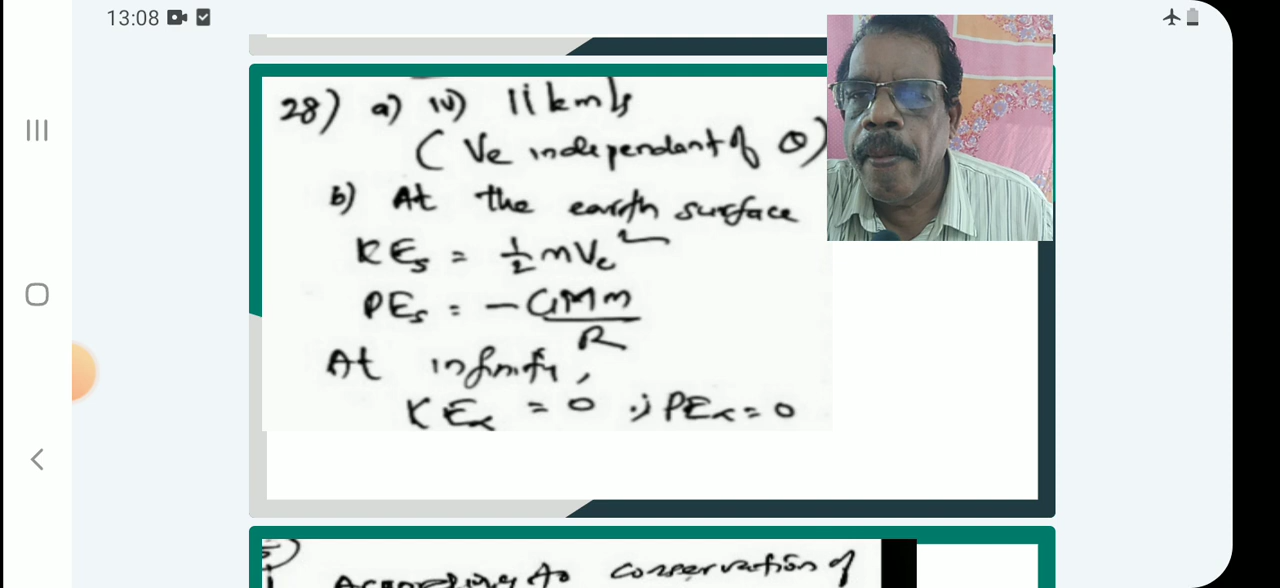 13:08
28) a) iv) 11 km/s
( Ve independant of θ)
b) At the earth surface
KEs = 1/2 mVe²
PEs = - GMm/R
At infinity,
KE∝ = 0 ; PE∝ = 0
According to conservation of